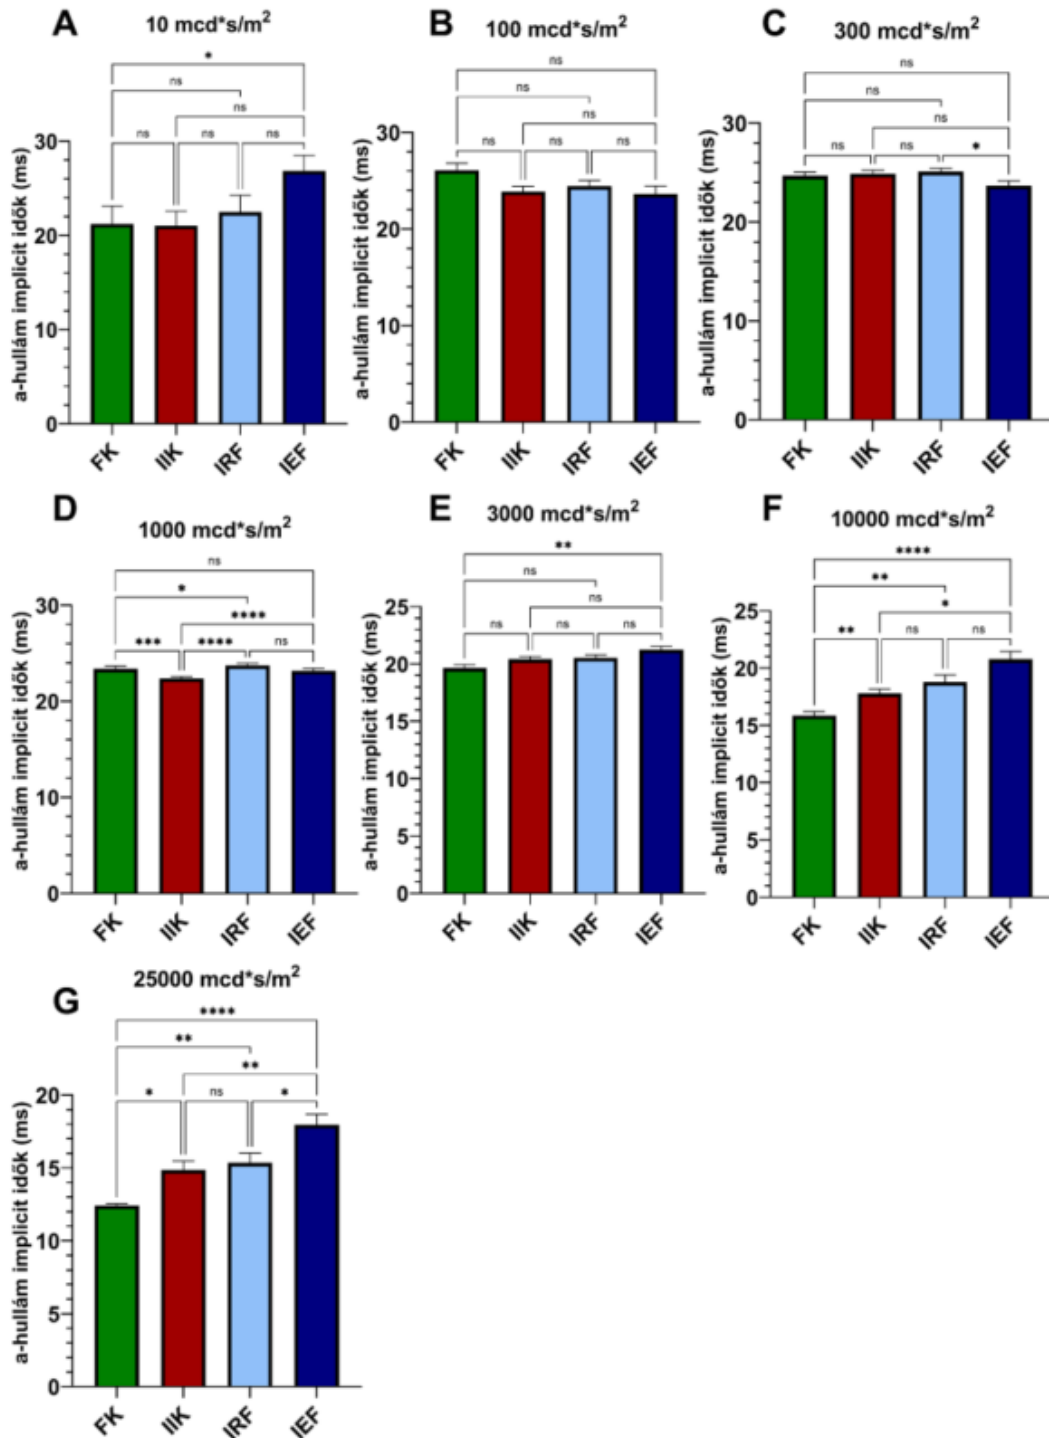 A
10 mcd*s/m²
*
ns
ns
ns
ns
ns
30
20
10
0
a-hullám implicit idők (ms)
FK
IIK
IRF
IEF
B
100 mcd*s/m²
ns
ns
ns
ns
ns
ns
30
20
10
0
a-hullám implicit idők (ms)
FK
IIK
IRF
IEF
C
300 mcd*s/m²
ns
ns
ns
ns
ns
*
30
20
10
0
a-hullám implicit idők (ms)
FK
IIK
IRF
IEF
D
1000 mcd*s/m²
ns
*
****
***
****
ns
30
20
10
0
a-hullám implicit idők (ms)
FK
IIK
IRF
IEF
E
3000 mcd*s/m²
**
ns
ns
ns
ns
ns
25
20
15
10
5
0
a-hullám implicit idők (ms)
FK
IIK
IRF
IEF
F
10000 mcd*s/m²
****
**
*
**
ns
ns
25
20
15
10
5
0
a-hullám implicit idők (ms)
FK
IIK
IRF
IEF
G
25000 mcd*s/m²
****
**
**
*
ns
*
20
15
10
5
0
a-hullám implicit idők (ms)
FK
IIK
IRF
IEF